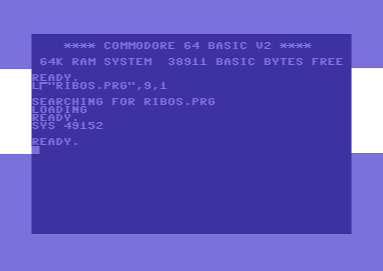 **** COMMODORE 64 BASIC V2 ****
64K RAM SYSTEM 38911 BASIC BYTES FREE
READY.
L┌"RIBOS.PRG",9,1
SEARCHING FOR RIBOS.PRG
LOADING
READY.
SYS 49152
READY.